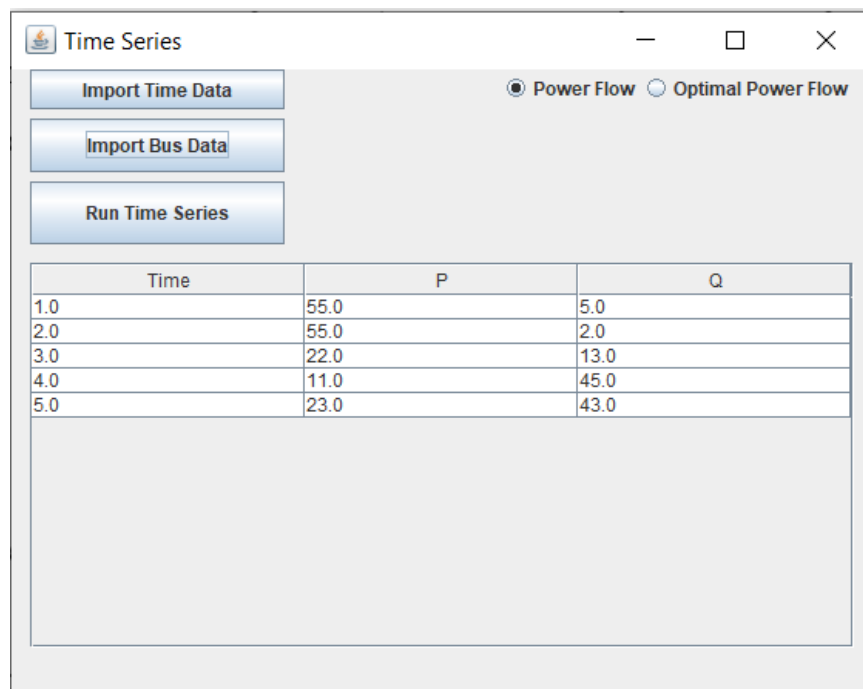 Time Series
Import Time Data
Power Flow Optimal Power Flow
Import Bus Data
Run Time Series
Time P Q
1.0 55.0 5.0
2.0 55.0 2.0
3.0 22.0 13.0
4.0 11.0 45.0
5.0 23.0 43.0